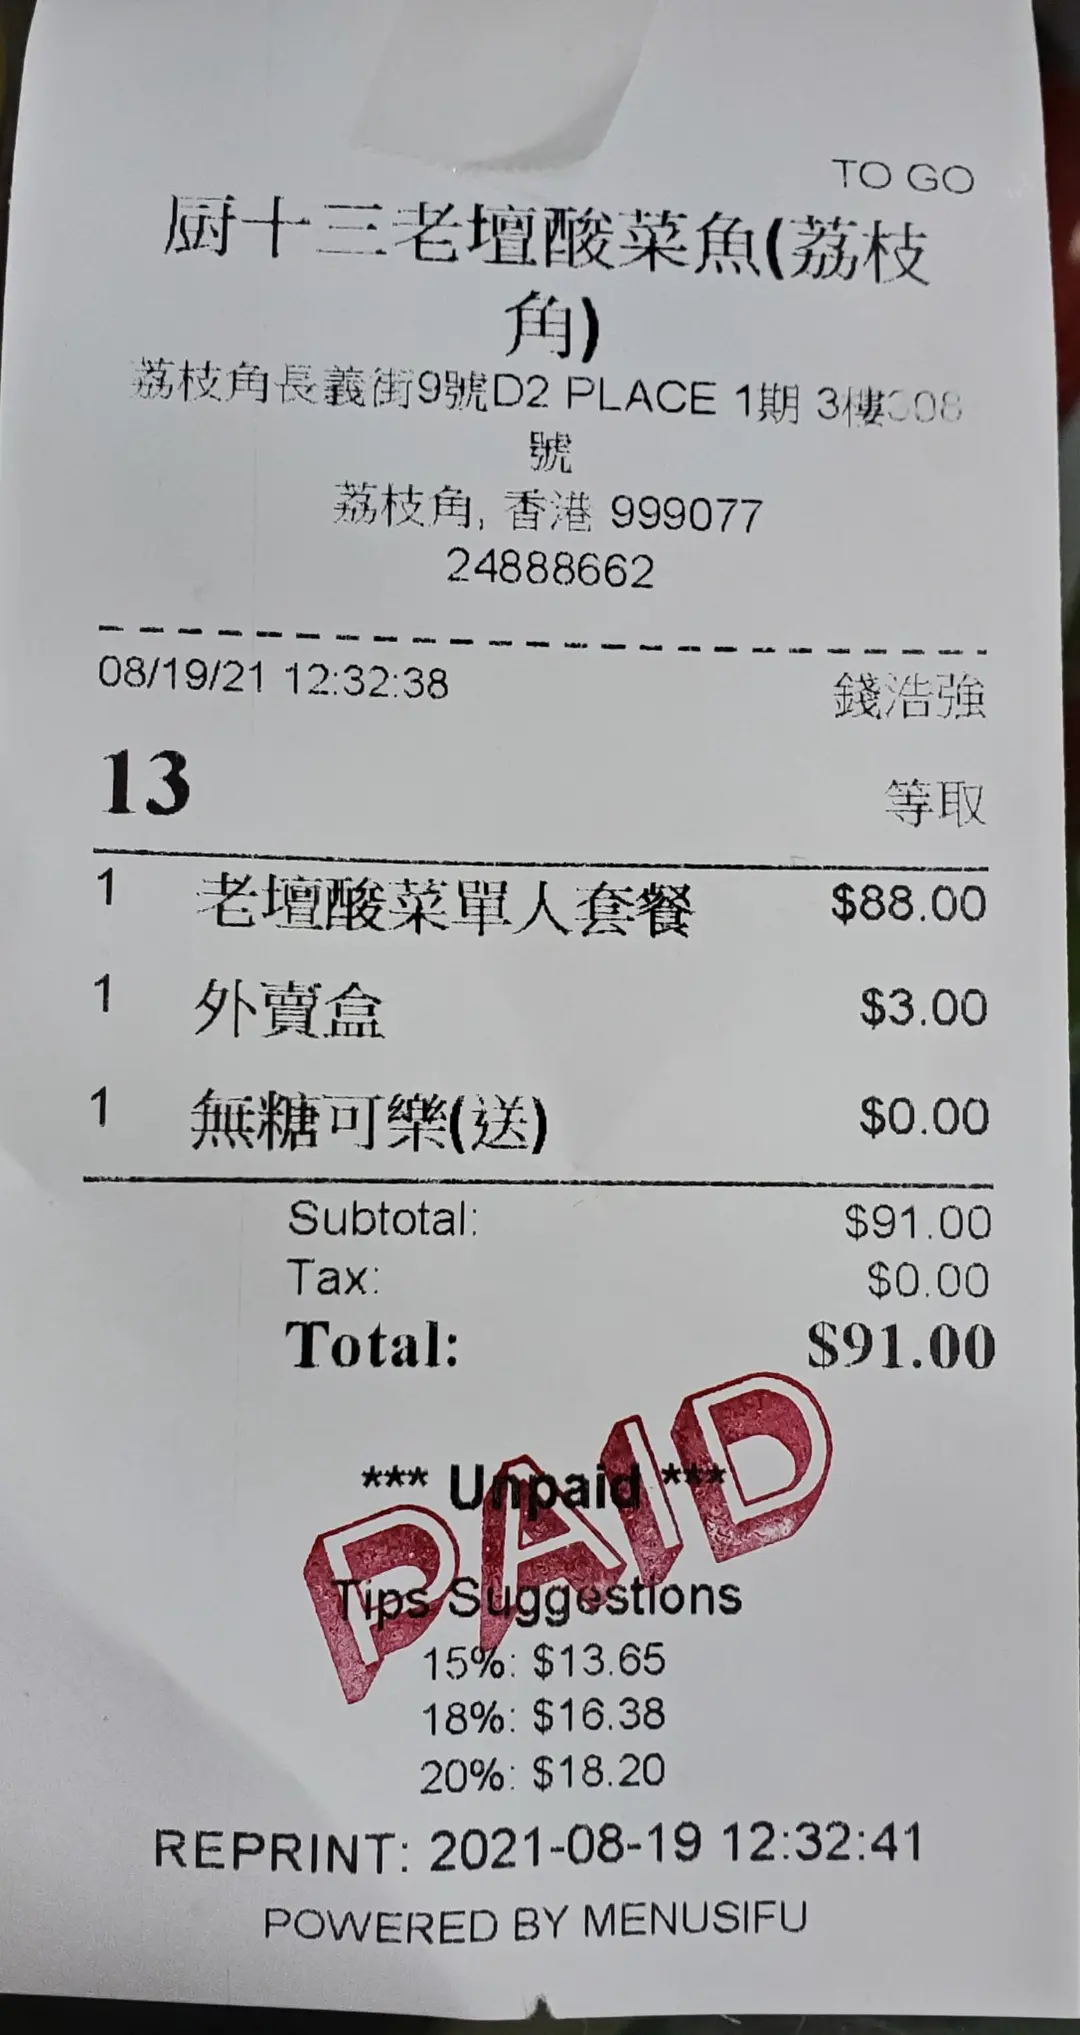 TO GO
厨十三老壇酸菜魚(荔枝
角)
荔枝角長義街9號D2 PLACE 1期 3樓308
號
荔枝角, 香港 999077
24888662
08/19/21 12:32:38 錢浩強
13 等取
1 老壇酸菜單人套餐 $88.00
1 外賣盒 $3.00
1 無糖可樂(送) $0.00
Subtotal: $91.00
Tax: $0.00
Total: $91.00
*** Unpaid ***
PAID
Tips Suggestions
15%: $13.65
18%: $16.38
20%: $18.20
REPRINT: 2021-08-19 12:32:41
POWERED BY MENUSIFU